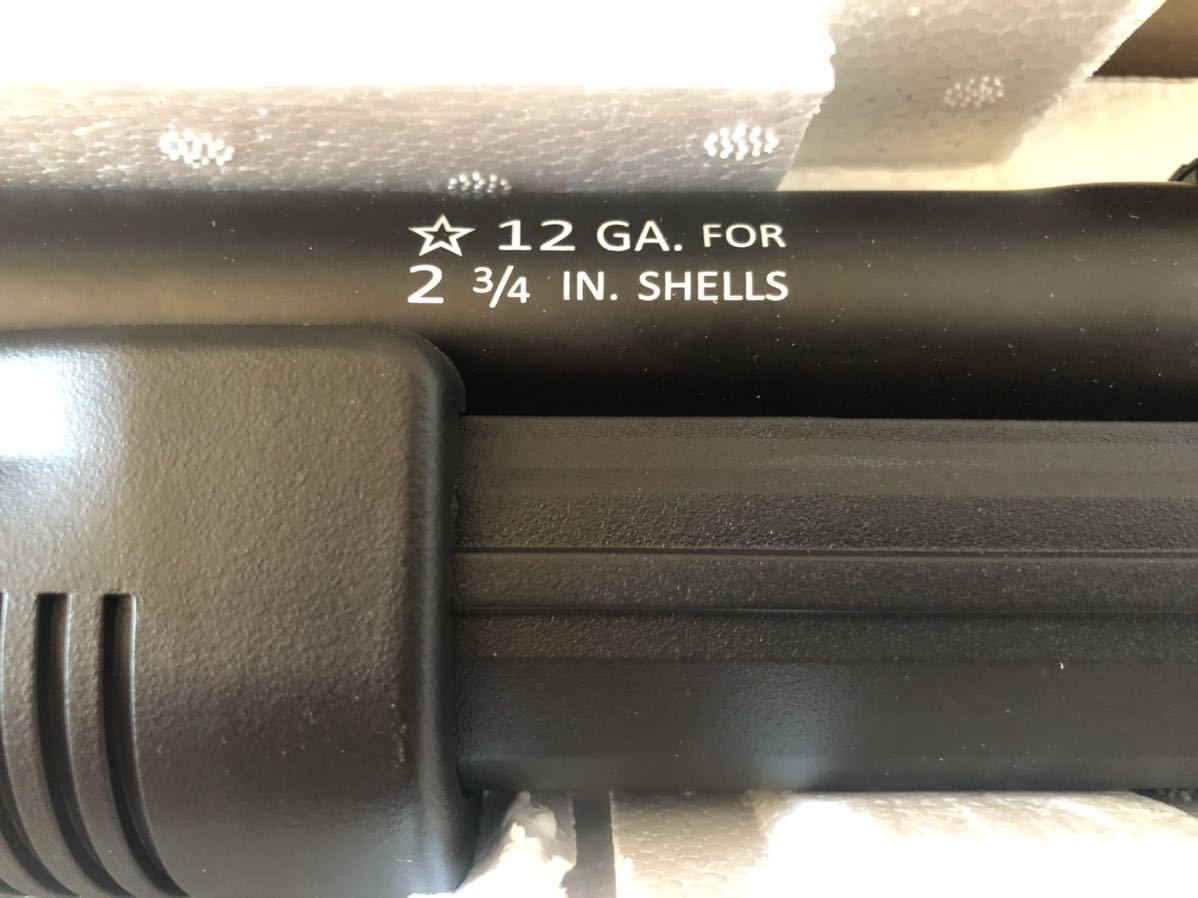 ☆ 12 GA. FOR
2 3/4 IN. SHELLS